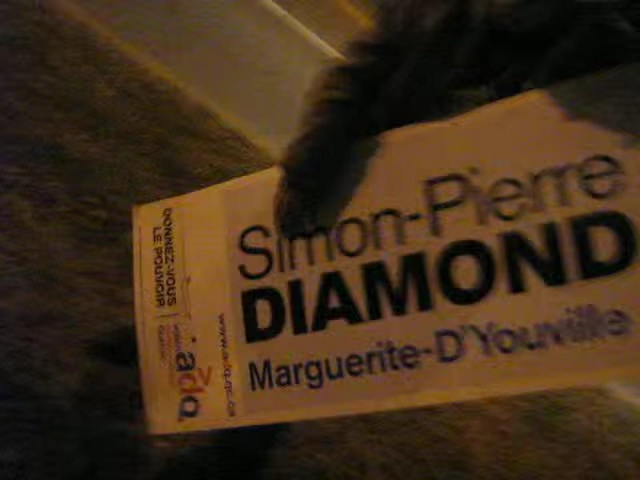 Simon-Pierre
DIAMOND
Marguerite-D'Youville
DONNEZ-VOUS
LE POUVOIR
adq
www.adq.qc.ca